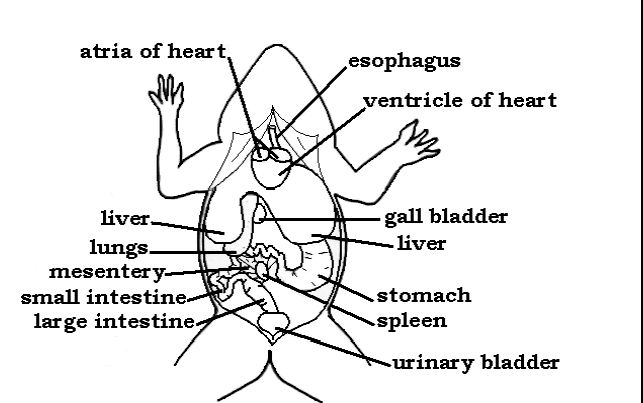 atria of heart
esophagus
ventricle of heart
liver
gall bladder
lungs
liver
mesentery
small intestine
stomach
large intestine
spleen
urinary bladder